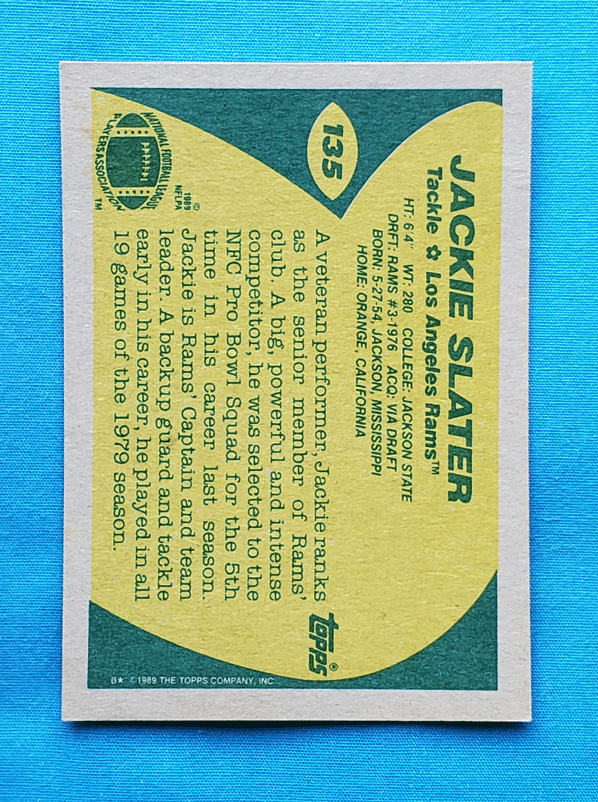 135
JACKIE SLATER
Tackle ✿ Los Angeles Rams™
HT: 6'4" WT: 280 COLLEGE: JACKSON STATE
DRFT: RAMS #3-1976 ACQ: VIA DRAFT
BORN: 5-27-54, JACKSON, MISSISSIPPI
HOME: ORANGE, CALIFORNIA
A veteran performer, Jackie ranks
as the senior member of Rams'
club. A big, powerful and intense
competitor, he was selected to the
NFC Pro Bowl Squad for the 5th
time in his career last season.
Jackie is Rams' Captain and team
leader. A backup guard and tackle
early in his career, he played in all
19 games of the 1979 season.
©
1989
NFLPA
NATIONAL FOOTBALL LEAGUE
PLAYERS ASSOCIATION
™
topps®
B★ ©1989 THE TOPPS COMPANY, INC.